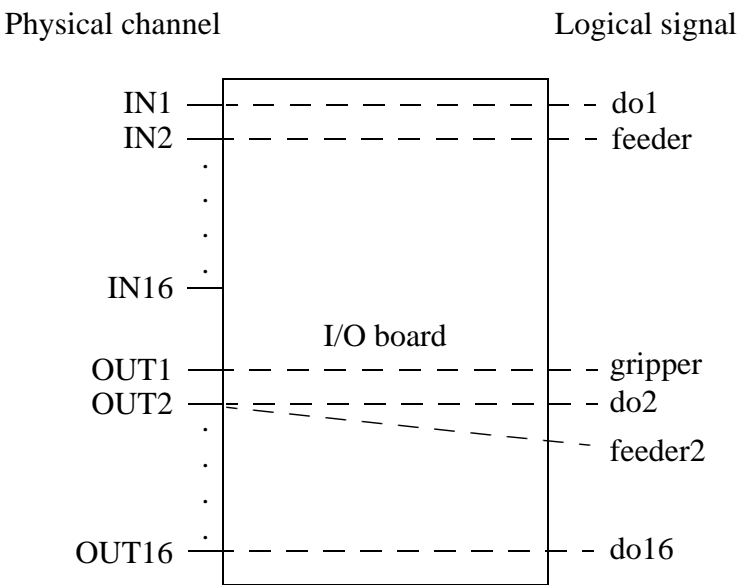 Physical channel Logical signal
IN1 do1
IN2 feeder
IN16
I/O board
OUT1 gripper
OUT2 do2
feeder2
OUT16 do16